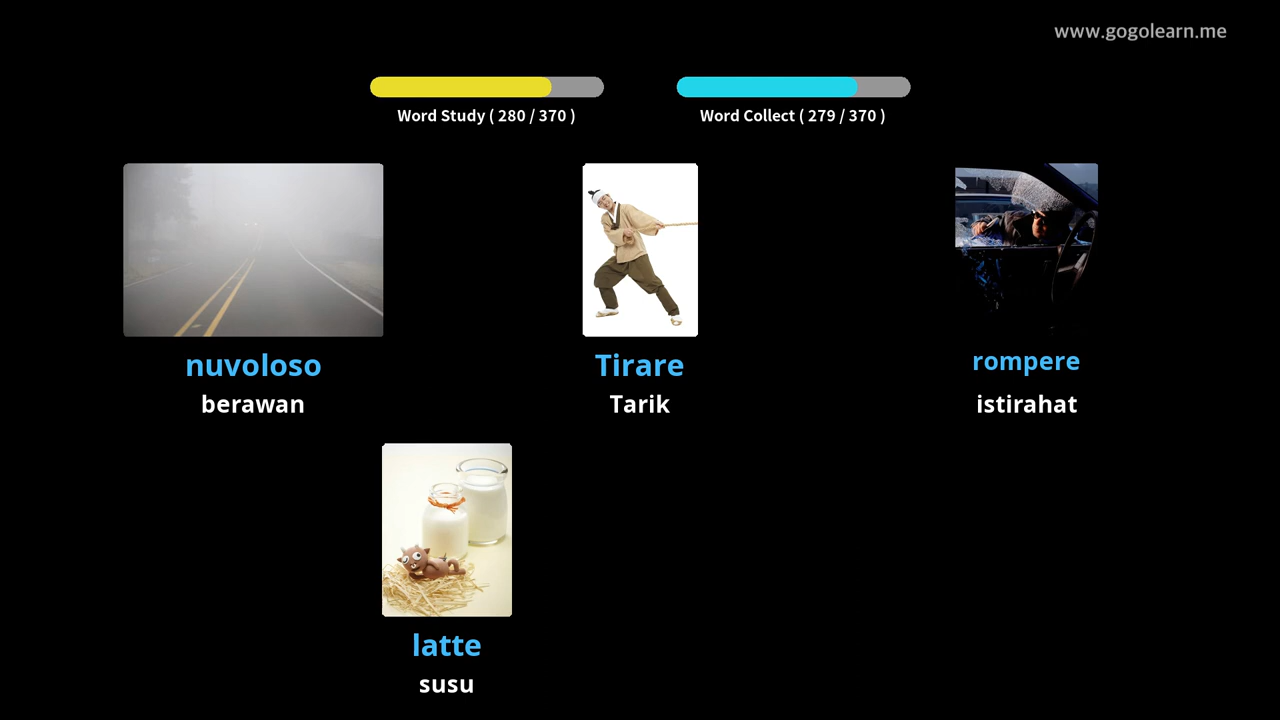 www.gogolearn.me
Word Study ( 280 / 370 )
Word Collect ( 279 / 370 )
nuvoloso
berawan
Tirare
Tarik
rompere
istirahat
latte
susu